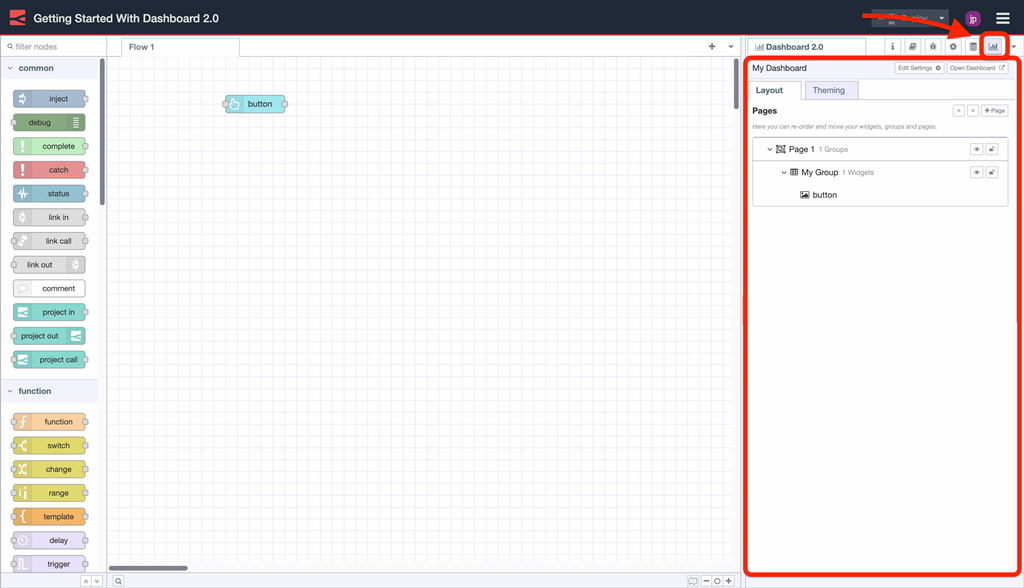 Getting Started With Dashboard 2.0
Deploy
jp
filter nodes
Flow 1
Dashboard 2.0
common
inject
debug
complete
catch
status
link in
link call
link out
comment
project in
project out
project call
function
function
switch
change
range
template
delay
trigger
button
My Dashboard
Edit Settings
Open Dashboard
Layout
Theming
Pages
+ Page
Here you can re-order and move your widgets, groups and pages.
Page 1 1 Groups
My Group 1 Widgets
button